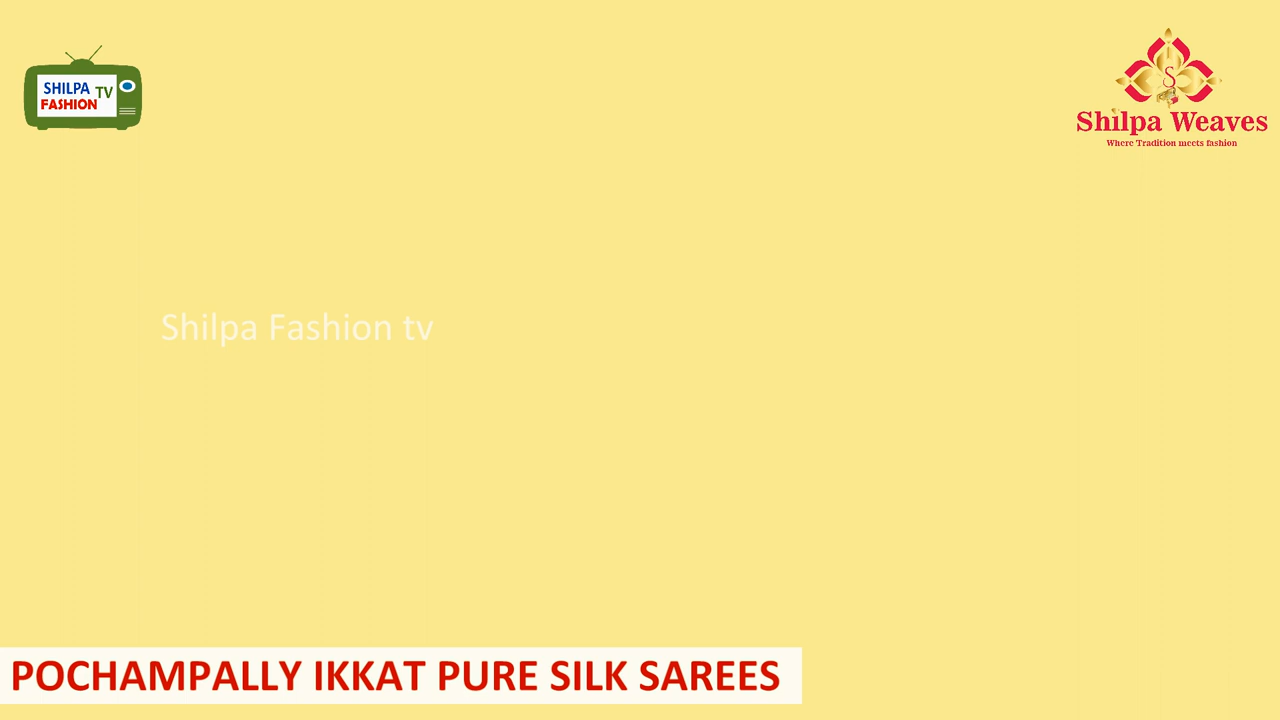 SHILPA TV
FASHION
S
Shilpa Weaves
Where Tradition meets fashion
Shilpa Fashion tv
POCHAMPALLY IKKAT PURE SILK SAREES